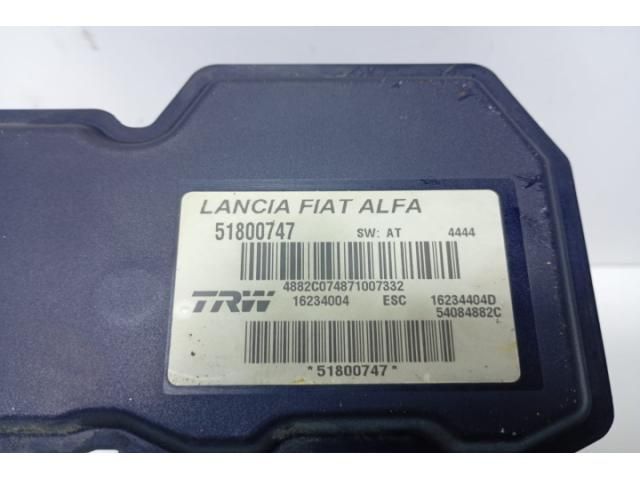 LANCIA FIAT ALFA
51800747 SW: AT 4444
4882C074871007332
TRW 16234004 ESC 16234404D
54084882C
*51800747*